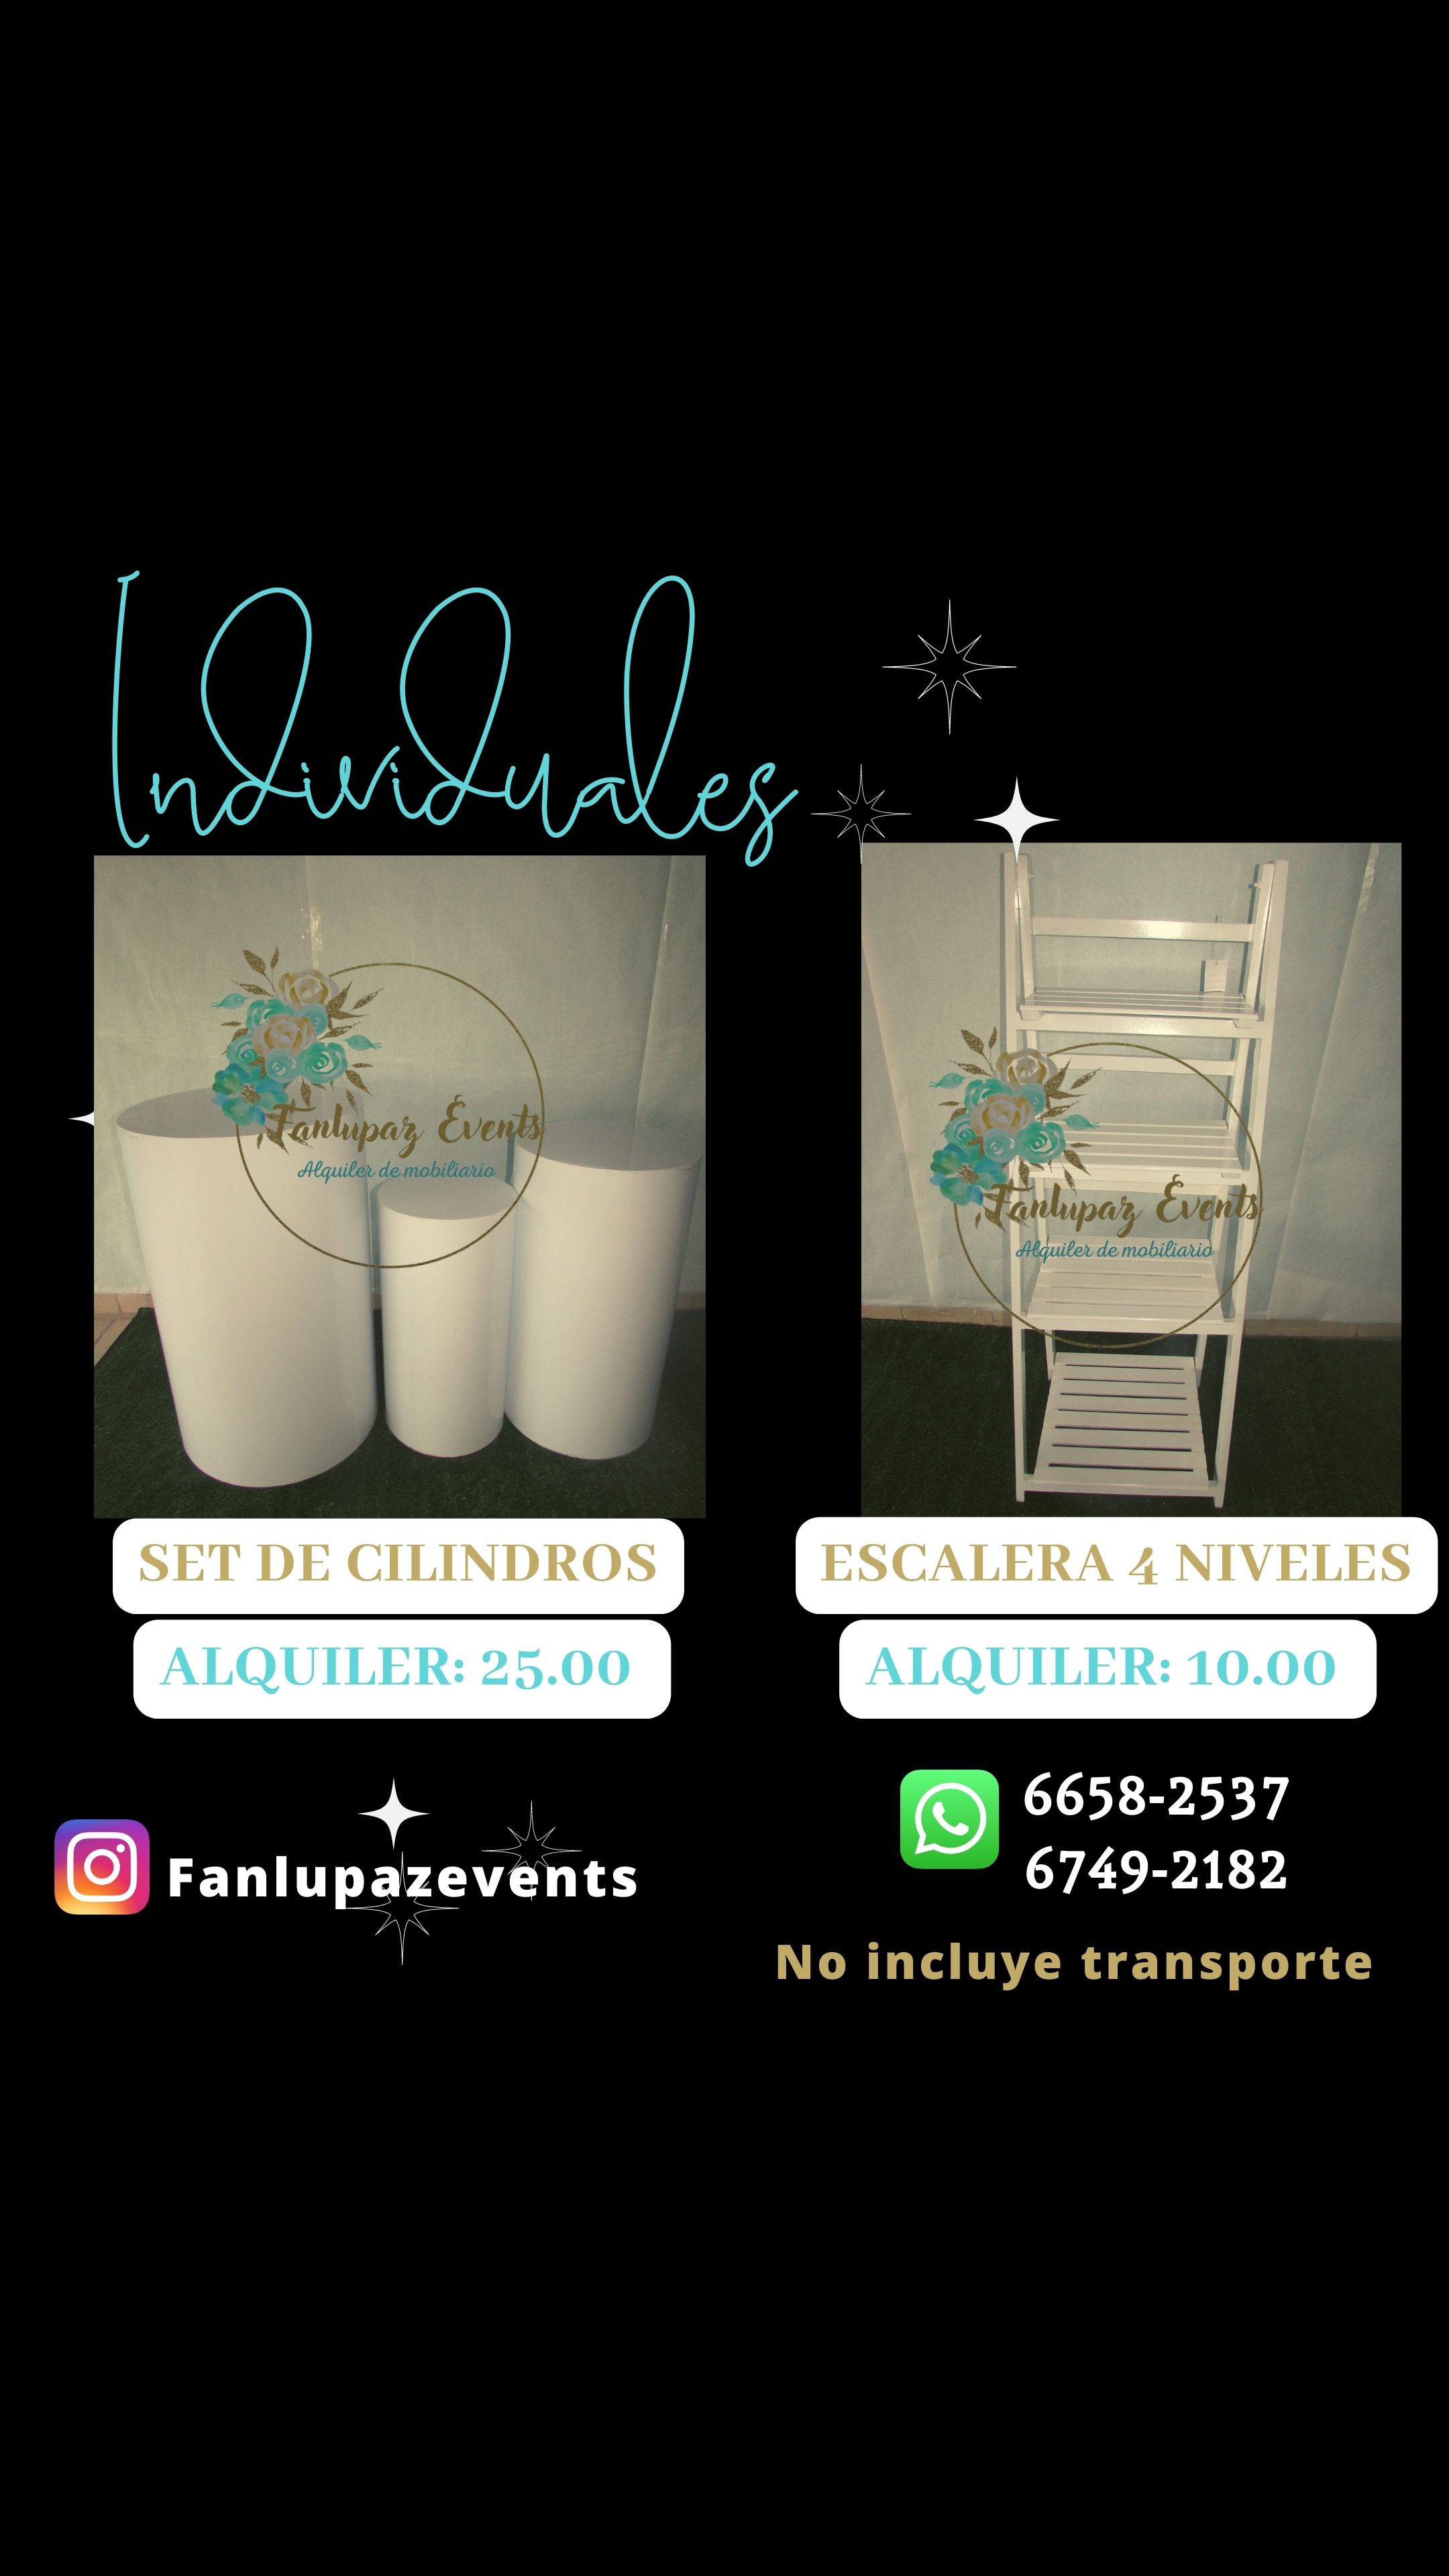 Individuales
Fanlupaz Events
Alquiler de mobiliario
Fanlupaz Events
Alquiler de mobiliario
SET DE CILINDROS
ALQUILER: 25.00
ESCALERA 4 NIVELES
ALQUILER: 10.00
Fanlupazevents
6658-2537
6749-2182
No incluye transporte